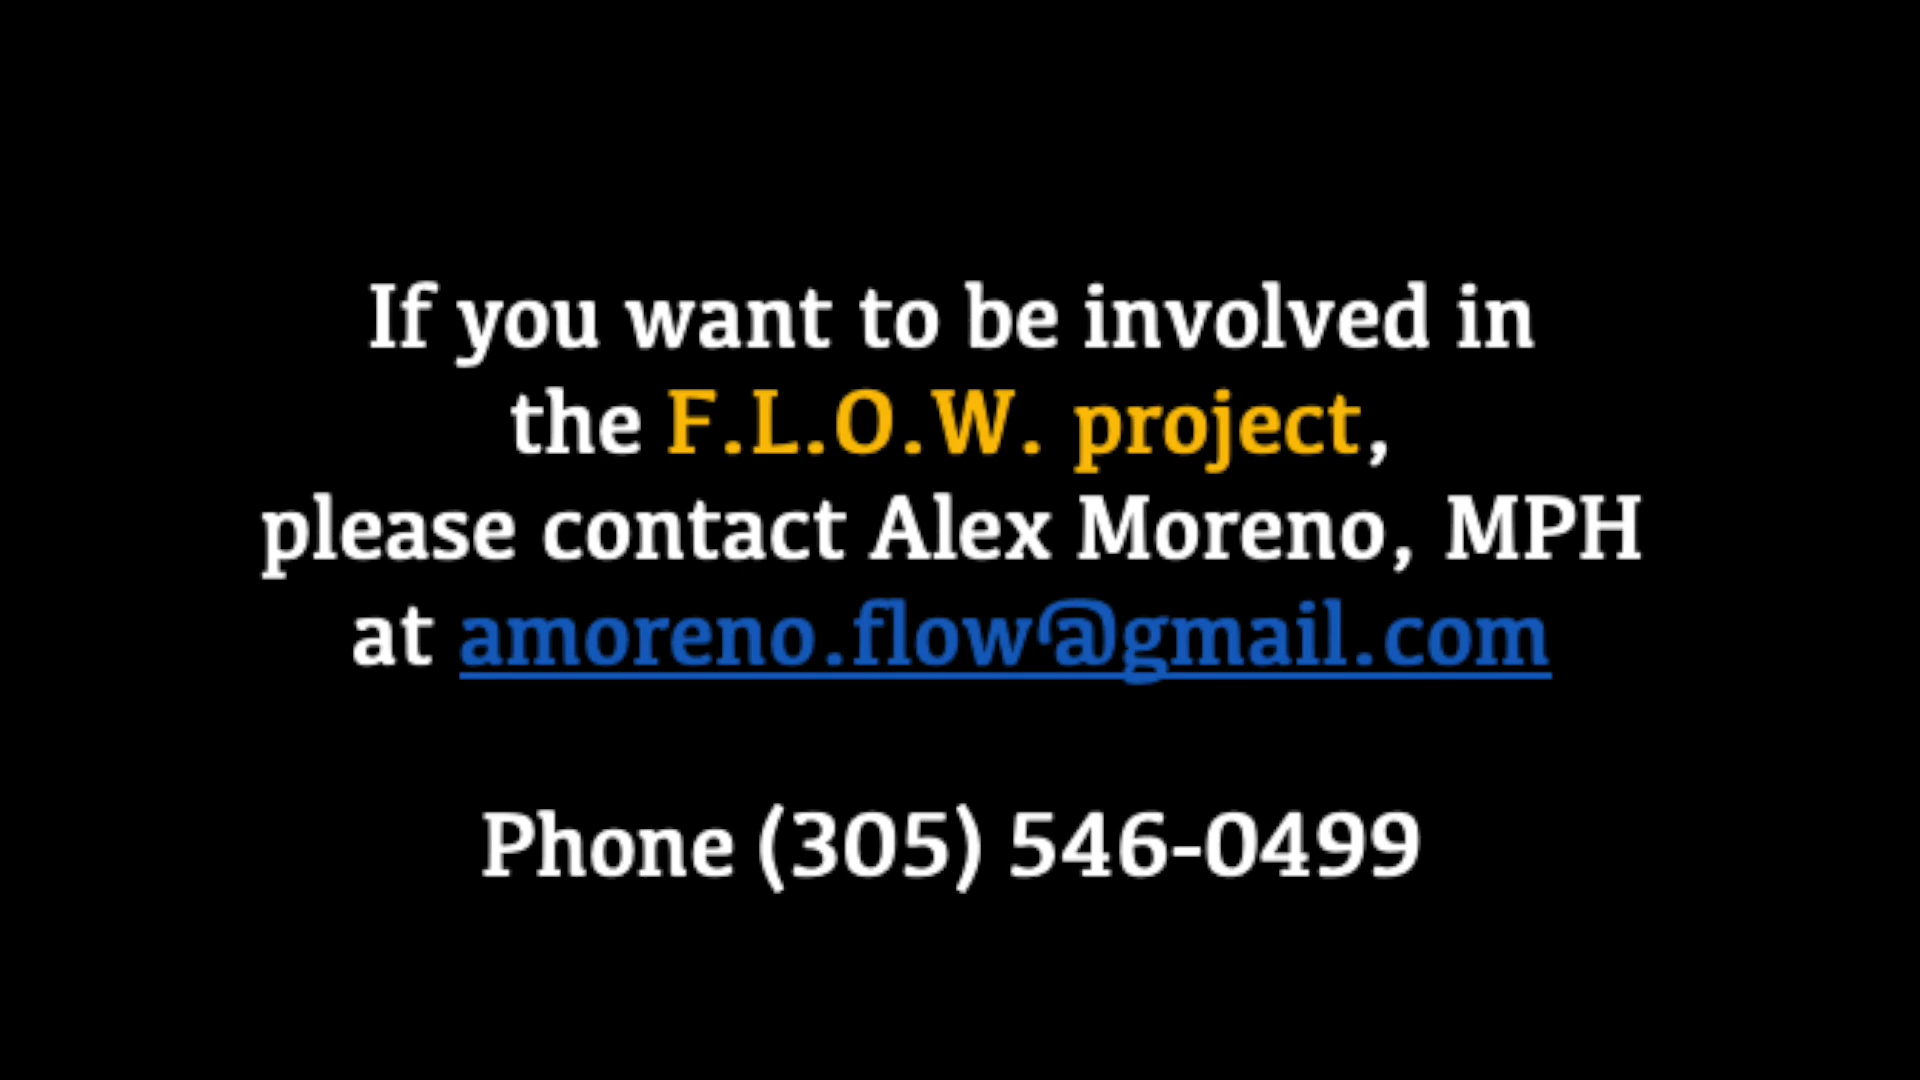 If you want to be involved in
the F.L.O.W. project,
please contact Alex Moreno, MPH
at amoreno.flow@gmail.com
Phone (305) 546-0499